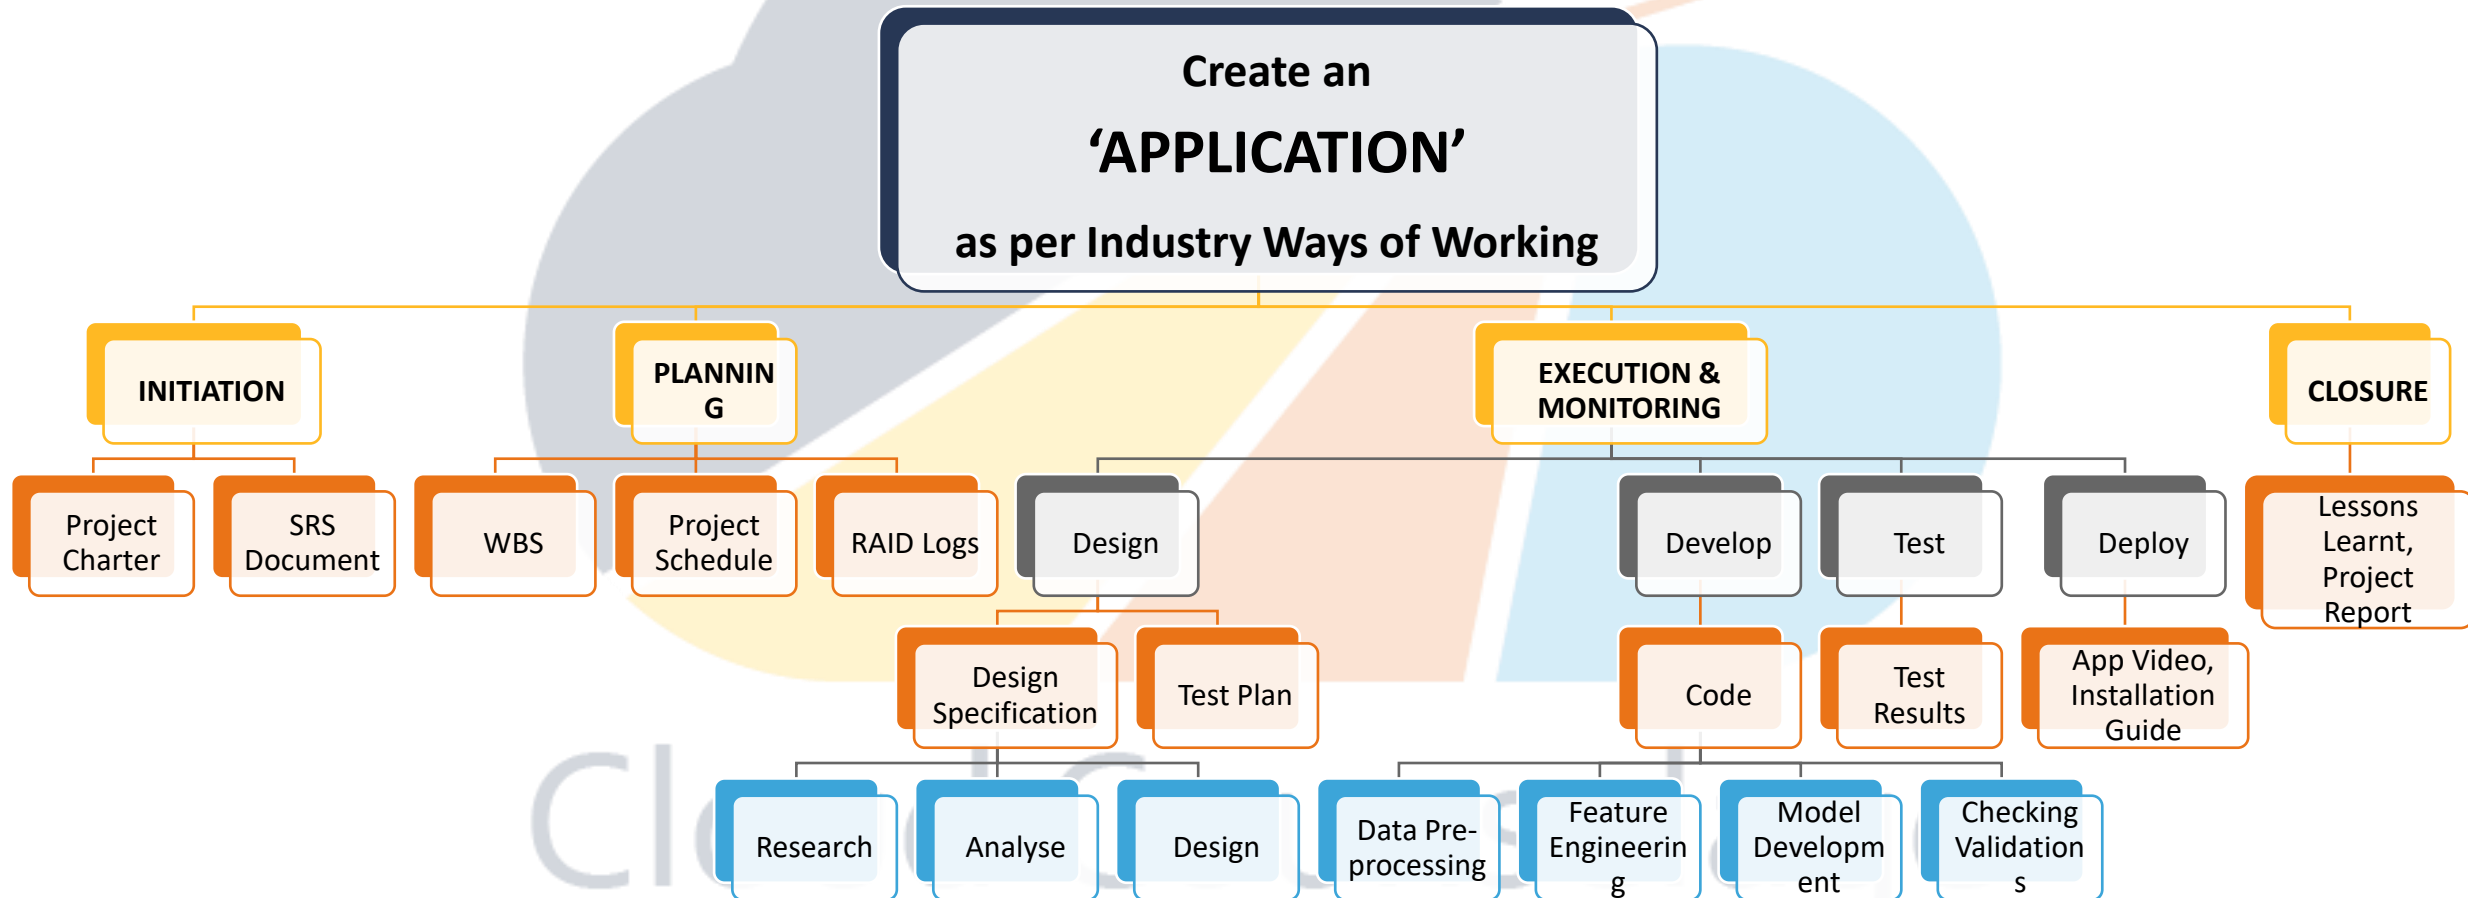 Create an
‘APPLICATION’
as per Industry Ways of Working
INITIATION
PLANNIN
G
EXECUTION &
MONITORING
CLOSURE
Project
Charter
SRS
Document
WBS
Project
Schedule
RAID Logs
Design
Develop
Test
Deploy
Lessons
Learnt,
Project
Report
Design
Specification
Test Plan
Code
Test
Results
App Video,
Installation
Guide
Research
Analyse
Design
Data Pre-
processing
Feature
Engineerin
g
Model
Developm
ent
Checking
Validation
s